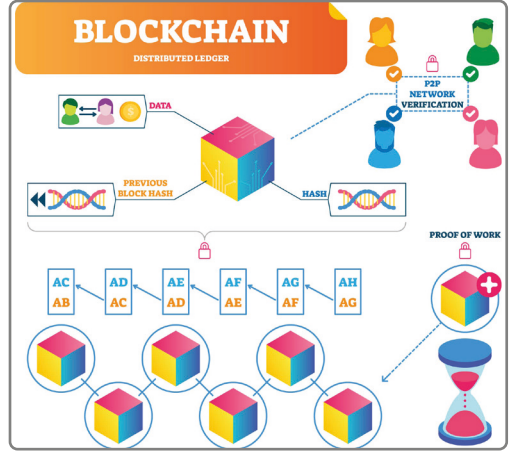 BLOCKCHAIN
DISTRIBUTED LEDGER
P2P
NETWORK
VERIFICATION
DATA
$
PREVIOUS
BLOCK HASH
HASH
PROOF OF WORK
AC AD AE AF AG AH
AB AC AD AE AF AG